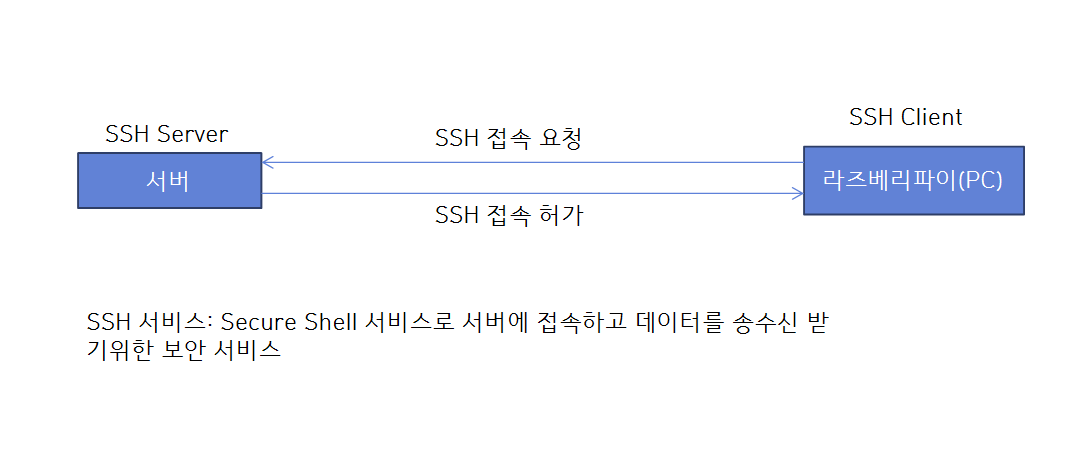 SSH Server
SSH Client
SSH 접속 요청
서버
라즈베리파이(PC)
SSH 접속 허가
SSH 서비스: Secure Shell 서비스로 서버에 접속하고 데이터를 송수신 받
기위한 보안 서비스